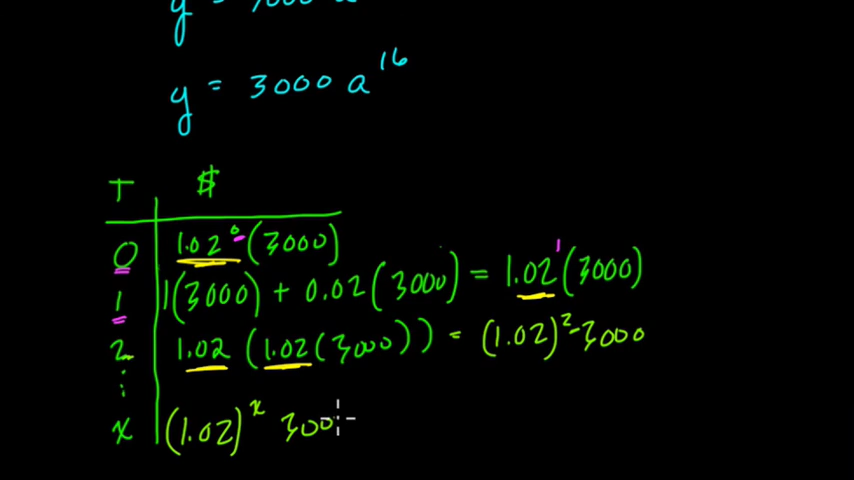 y = 3000 a^16
T $
0 1.02^0 (3000)
1 1(3000) + 0.02 (3000) = 1.02^1 (3000)
2 1.02 (1.02 (3000)) = (1.02)^2 3000
⋮
x (1.02)^x 300